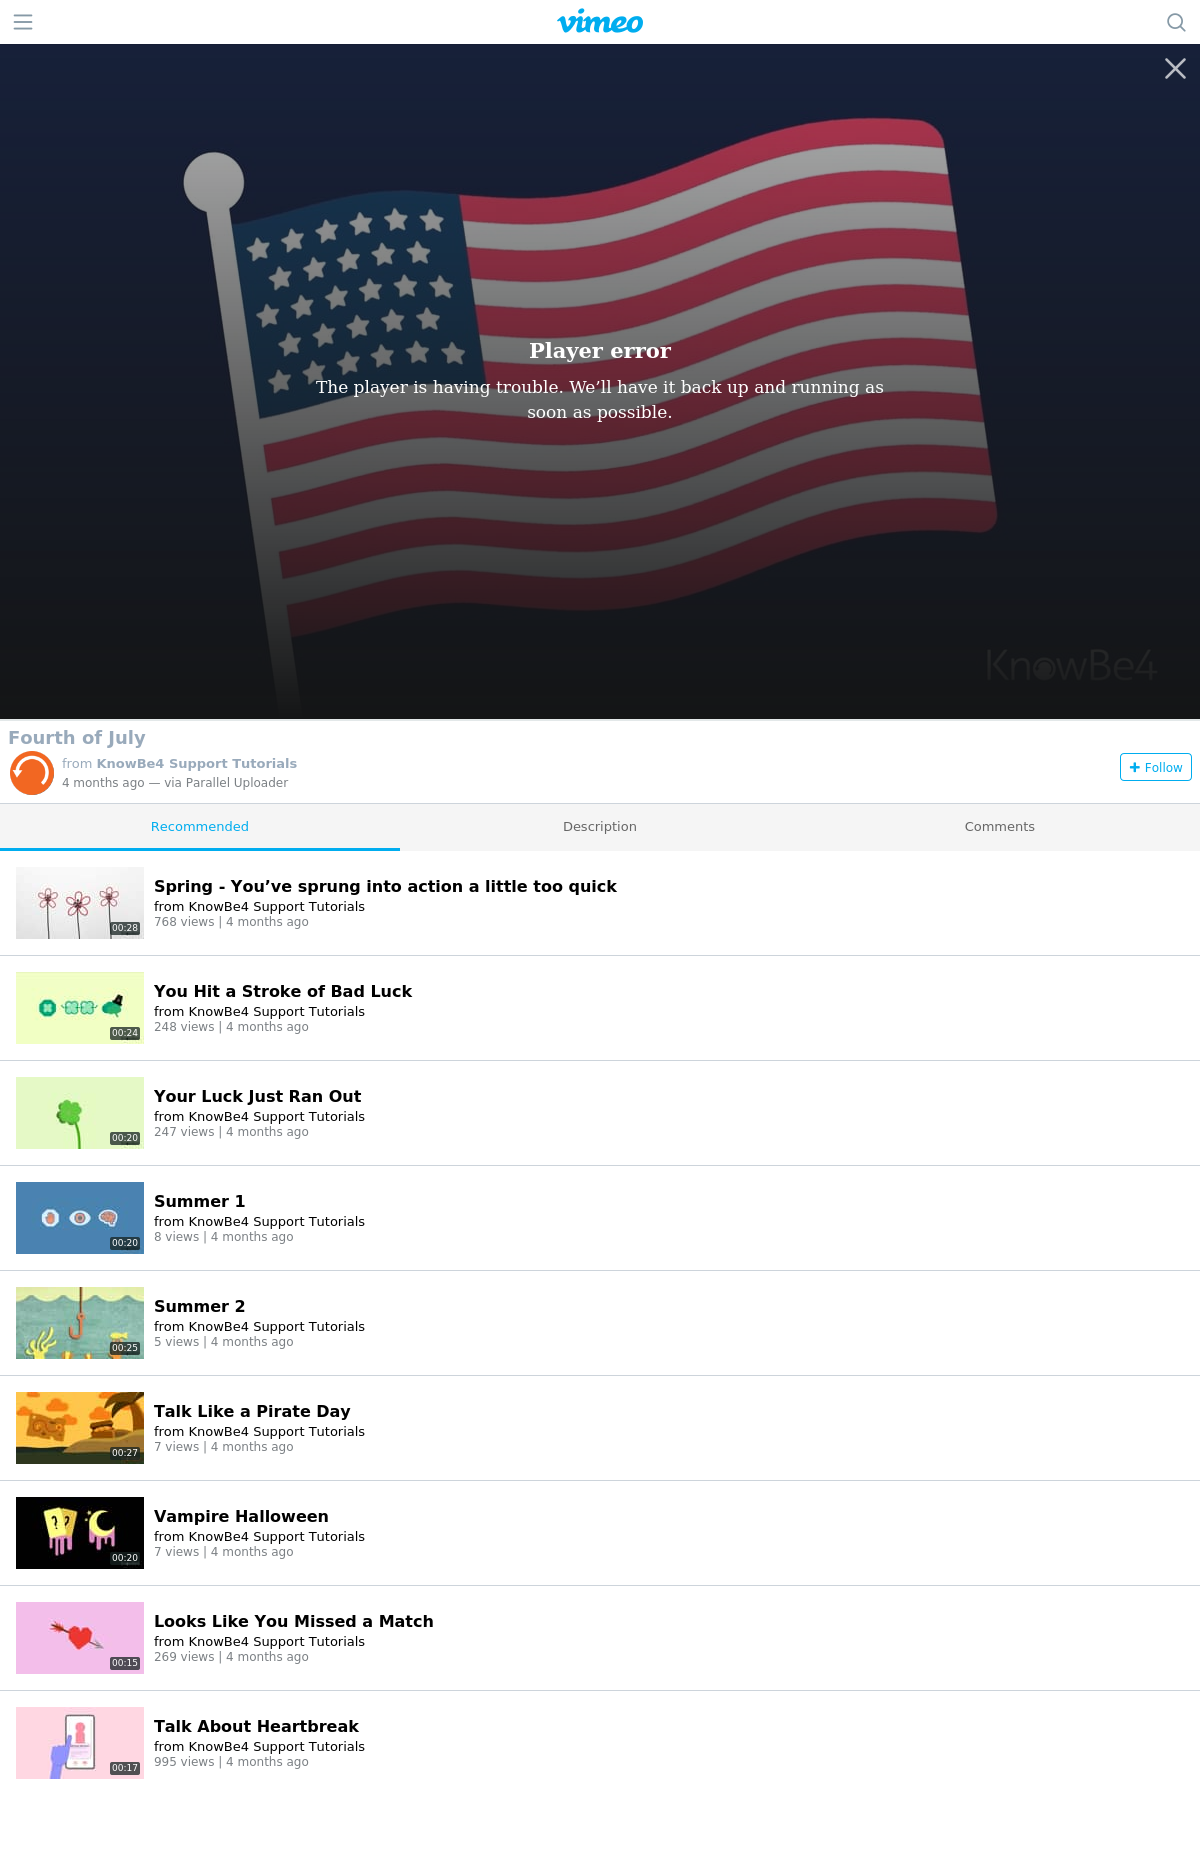 vimeo
Player error
The player is having trouble. We’ll have it back up and running as
soon as possible.
KnowBe4
Fourth of July
from KnowBe4 Support Tutorials
4 months ago — via Parallel Uploader
Follow
Recommended
Description
Comments
00:28
Spring - You’ve sprung into action a little too quick
from KnowBe4 Support Tutorials
768 views | 4 months ago
00:24
You Hit a Stroke of Bad Luck
from KnowBe4 Support Tutorials
248 views | 4 months ago
00:20
Your Luck Just Ran Out
from KnowBe4 Support Tutorials
247 views | 4 months ago
00:20
Summer 1
from KnowBe4 Support Tutorials
8 views | 4 months ago
00:25
Summer 2
from KnowBe4 Support Tutorials
5 views | 4 months ago
00:27
Talk Like a Pirate Day
from KnowBe4 Support Tutorials
7 views | 4 months ago
00:20
Vampire Halloween
from KnowBe4 Support Tutorials
7 views | 4 months ago
00:15
Looks Like You Missed a Match
from KnowBe4 Support Tutorials
269 views | 4 months ago
00:17
Talk About Heartbreak
from KnowBe4 Support Tutorials
995 views | 4 months ago